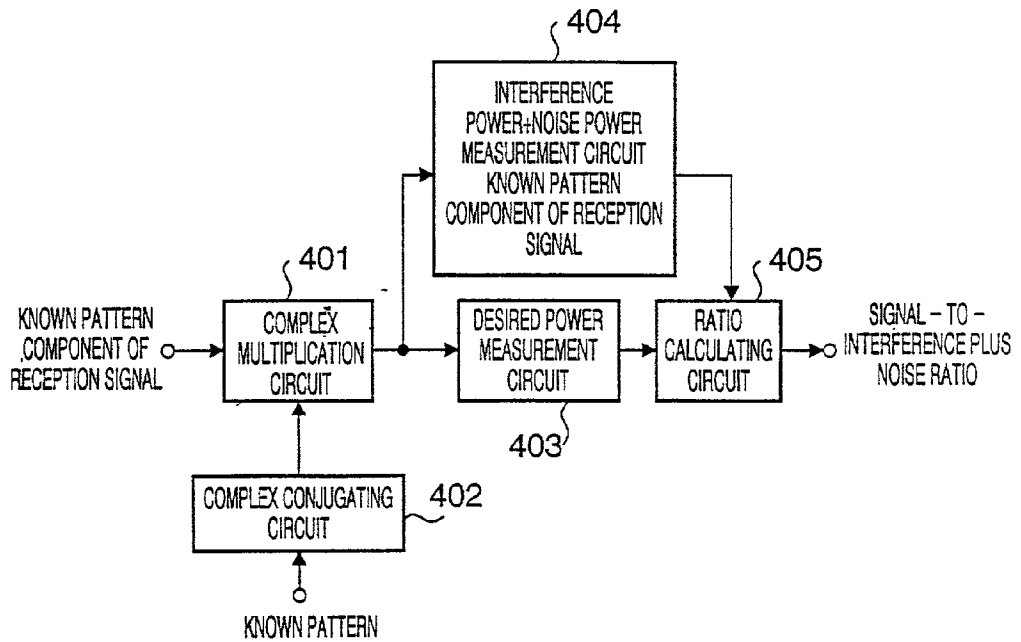 404
INTERFERENCE
POWER+NOISE POWER
MEASUREMENT CIRCUIT
KNOWN PATTERN
COMPONENT OF RECEPTION
SIGNAL
401
405
KNOWN PATTERN
COMPONENT OF
RECEPTION SIGNAL
COMPLEX
MULTIPLICATION
CIRCUIT
DESIRED POWER
MEASUREMENT
CIRCUIT
RATIO
CALCULATING
CIRCUIT
SIGNAL - TO -
INTERFERENCE PLUS
NOISE RATIO
403
COMPLEX CONJUGATING
CIRCUIT
402
KNOWN PATTERN